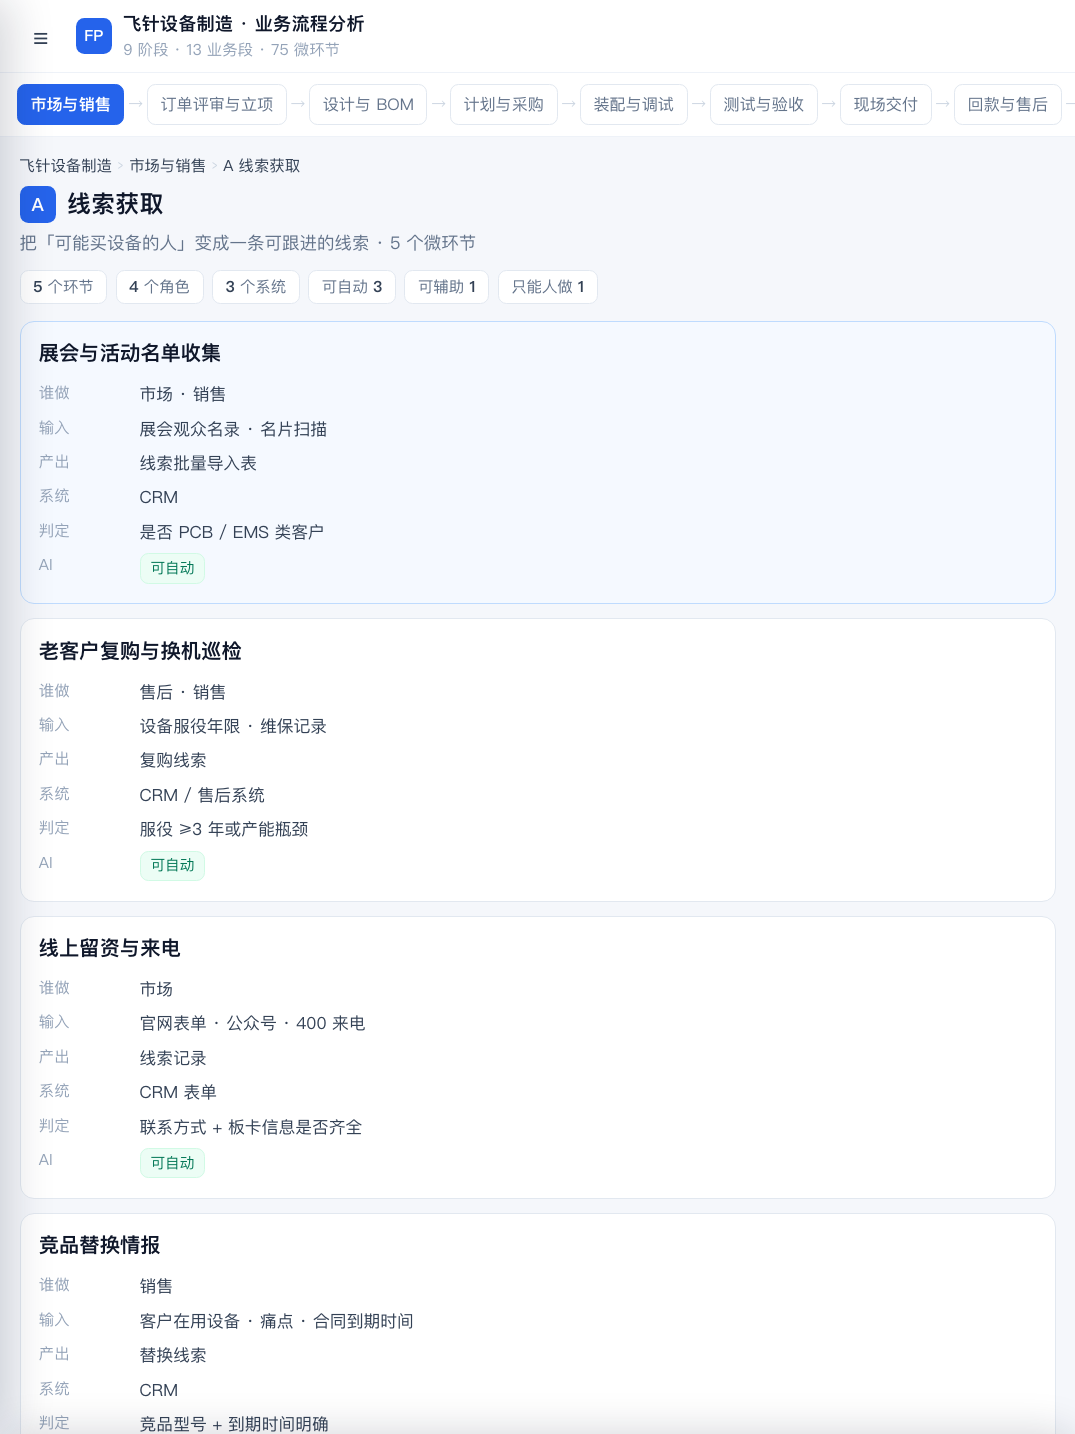 FP
飞针设备制造 · 业务流程分析
9 阶段 · 13 业务段 · 75 微环节
市场与销售 → 订单评审与立项 → 设计与 BOM → 计划与采购 → 装配与调试 → 测试与验收 → 现场交付 → 回款与售后
飞针设备制造 > 市场与销售 > A 线索获取
A 线索获取
把「可能买设备的人」变成一条可跟进的线索 · 5 个微环节
5 个环节 4 个角色 3 个系统 可自动 3 可辅助 1 只能人做 1
展会与活动名单收集
谁做 市场 · 销售
输入 展会观众名录 · 名片扫描
产出 线索批量导入表
系统 CRM
判定 是否 PCB / EMS 类客户
AI 可自动
老客户复购与换机巡检
谁做 售后 · 销售
输入 设备服役年限 · 维保记录
产出 复购线索
系统 CRM / 售后系统
判定 服役 ≥3 年或产能瓶颈
AI 可自动
线上留资与来电
谁做 市场
输入 官网表单 · 公众号 · 400 来电
产出 线索记录
系统 CRM 表单
判定 联系方式 + 板卡信息是否齐全
AI 可自动
竞品替换情报
谁做 销售
输入 客户在用设备 · 痛点 · 合同到期时间
产出 替换线索
系统 CRM
判定 竞品型号 + 到期时间明确